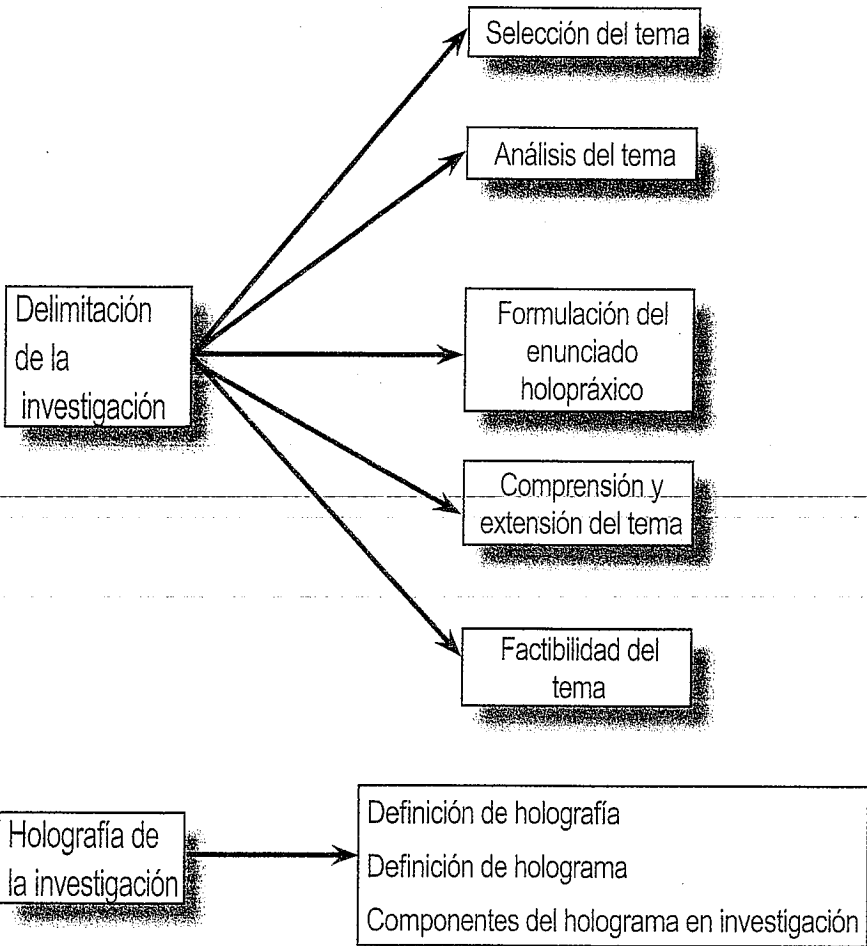 Selección del tema
Análisis del tema
Delimitación
de la
investigación
Formulación del
enunciado
holopráxico
Comprensión y
extensión del tema
Factibilidad del
tema
Holografía de
la investigación
Definición de holografía
Definición de holograma
Componentes del holograma en investigación